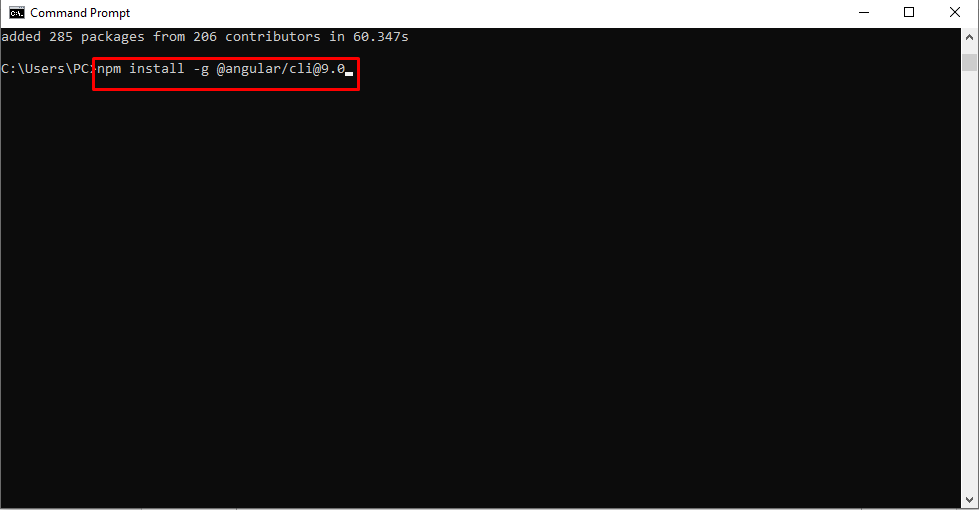 Command Prompt
added 285 packages from 206 contributors in 60.347s
C:\Users\PC>npm install -g @angular/cli@9.0